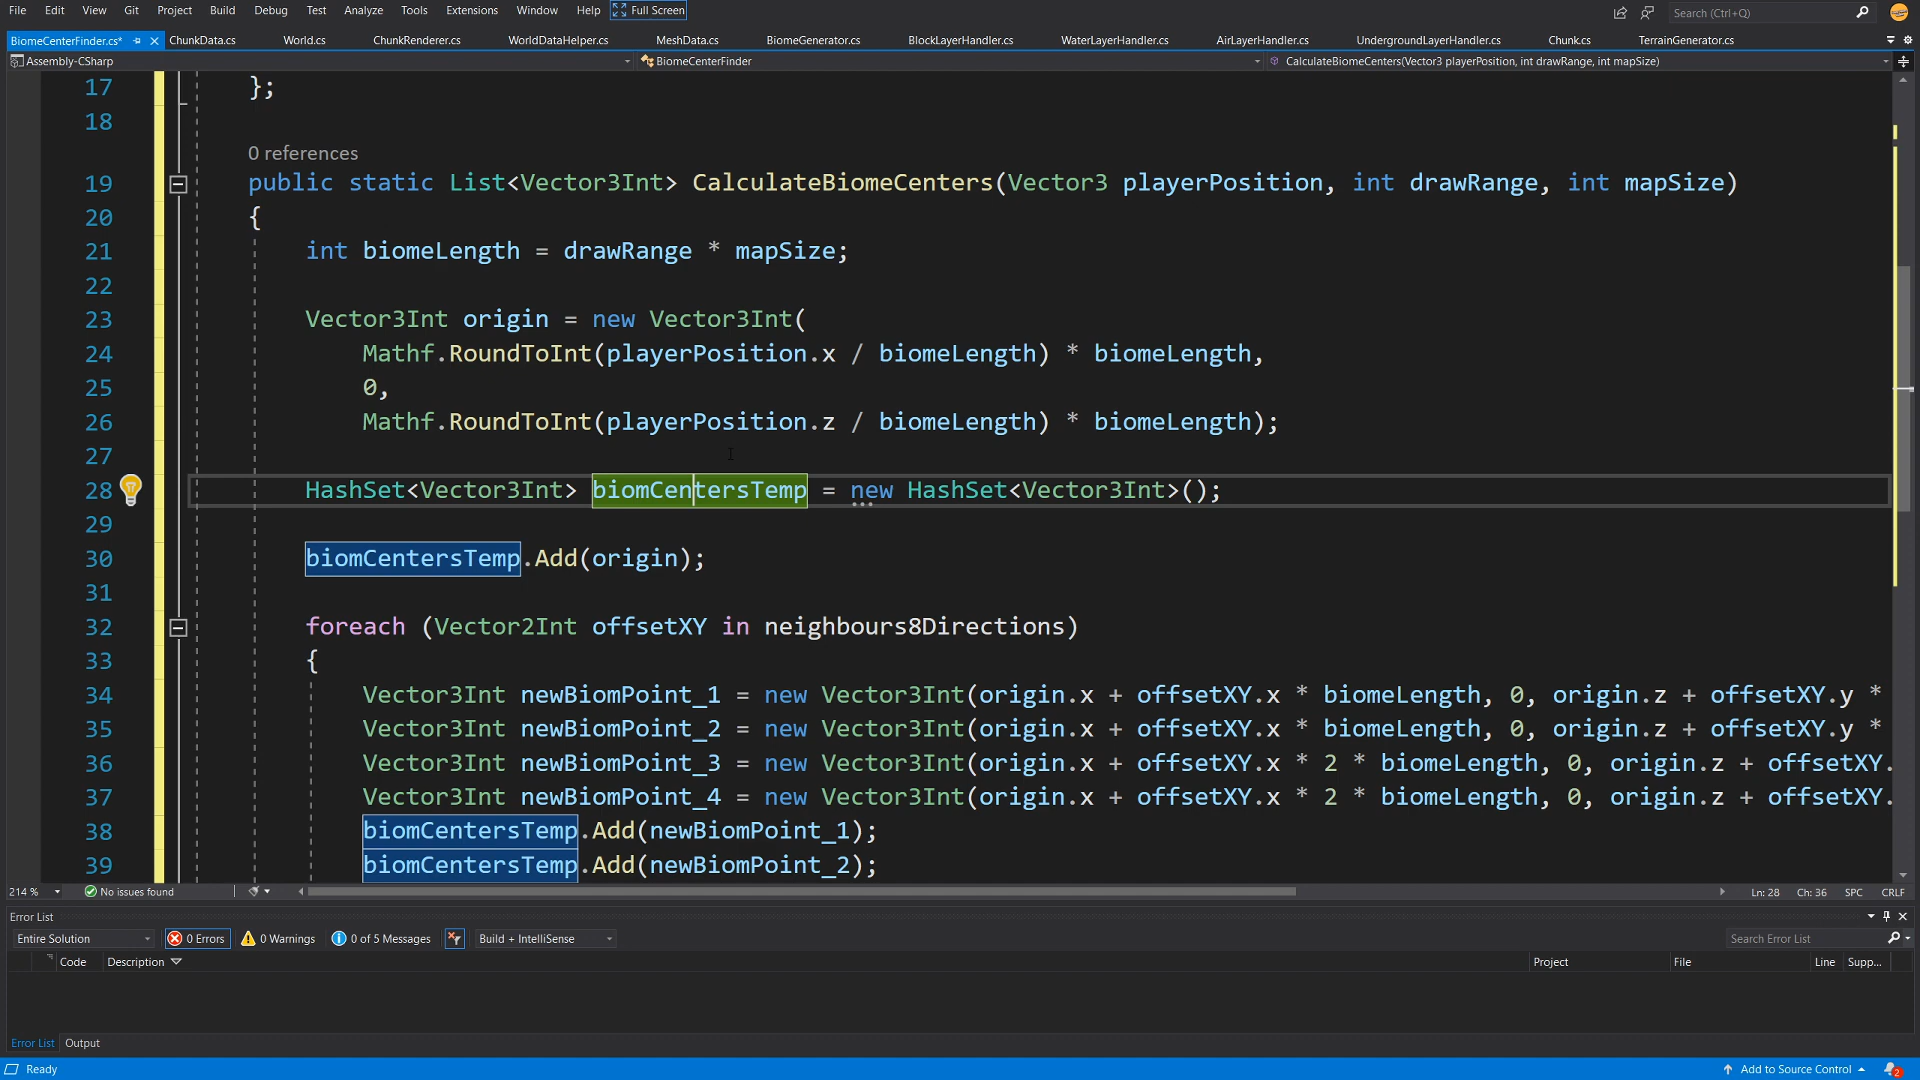 File Edit View Git Project Build Debug Test Analyze Tools Extensions Window Help Full Screen Search (Ctrl+Q)
BiomeCenterFinder.cs* ChunkData.cs World.cs ChunkRenderer.cs WorldDataHelper.cs MeshData.cs BiomeGenerator.cs BlockLayerHandler.cs WaterLayerHandler.cs AirLayerHandler.cs UndergroundLayerHandler.cs Chunk.cs TerrainGenerator.cs
Assembly-CSharp BiomeCenterFinder CalculateBiomeCenters(Vector3 playerPosition, int drawRange, int mapSize)
17 };
18
0 references
19 public static List<Vector3Int> CalculateBiomeCenters(Vector3 playerPosition, int drawRange, int mapSize)
20 {
21 int biomeLength = drawRange * mapSize;
22
23 Vector3Int origin = new Vector3Int(
24 Mathf.RoundToInt(playerPosition.x / biomeLength) * biomeLength,
25 0,
26 Mathf.RoundToInt(playerPosition.z / biomeLength) * biomeLength);
27
28 HashSet<Vector3Int> biomCentersTemp = new HashSet<Vector3Int>();
29
30 biomCentersTemp.Add(origin);
31
32 foreach (Vector2Int offsetXY in neighbours8Directions)
33 {
34 Vector3Int newBiomPoint_1 = new Vector3Int(origin.x + offsetXY.x * biomeLength, 0, origin.z + offsetXY.y *
35 Vector3Int newBiomPoint_2 = new Vector3Int(origin.x + offsetXY.x * biomeLength, 0, origin.z + offsetXY.y *
36 Vector3Int newBiomPoint_3 = new Vector3Int(origin.x + offsetXY.x * 2 * biomeLength, 0, origin.z + offsetXY.
37 Vector3Int newBiomPoint_4 = new Vector3Int(origin.x + offsetXY.x * 2 * biomeLength, 0, origin.z + offsetXY.
38 biomCentersTemp.Add(newBiomPoint_1);
39 biomCentersTemp.Add(newBiomPoint_2);
214 % No issues found Ln: 28 Ch: 36 SPC CRLF
Error List
Entire Solution 0 Errors 0 Warnings 0 of 5 Messages Build + IntelliSense Search Error List
Code Description Project File Line Supp...
Error List Output
Ready Add to Source Control 2